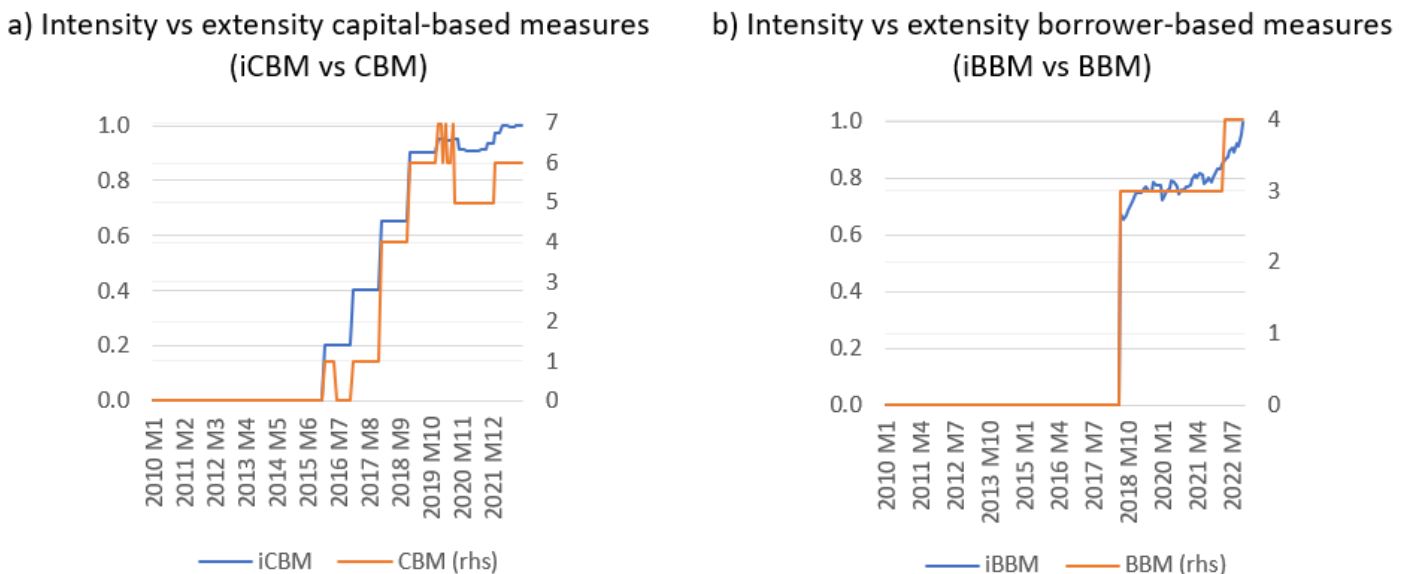 a) Intensity vs extensity capital-based measures
(iCBM vs CBM)
1.0
0.8
0.6
0.4
0.2
0.0
7
6
5
4
3
2
1
0
2010 M1
2011 M2
2012 M3
2013 M4
2014 M5
2015 M6
2016 M7
2017 M8
2018 M9
2019 M10
2020 M11
2021 M12
iCBM
CBM (rhs)
b) Intensity vs extensity borrower-based measures
(iBBM vs BBM)
1.0
0.8
0.6
0.4
0.2
0.0
4
3
2
1
0
2010 M1
2011 M4
2012 M7
2013 M10
2015 M1
2016 M4
2017 M7
2018 M10
2020 M1
2021 M4
2022 M7
iBBM
BBM (rhs)